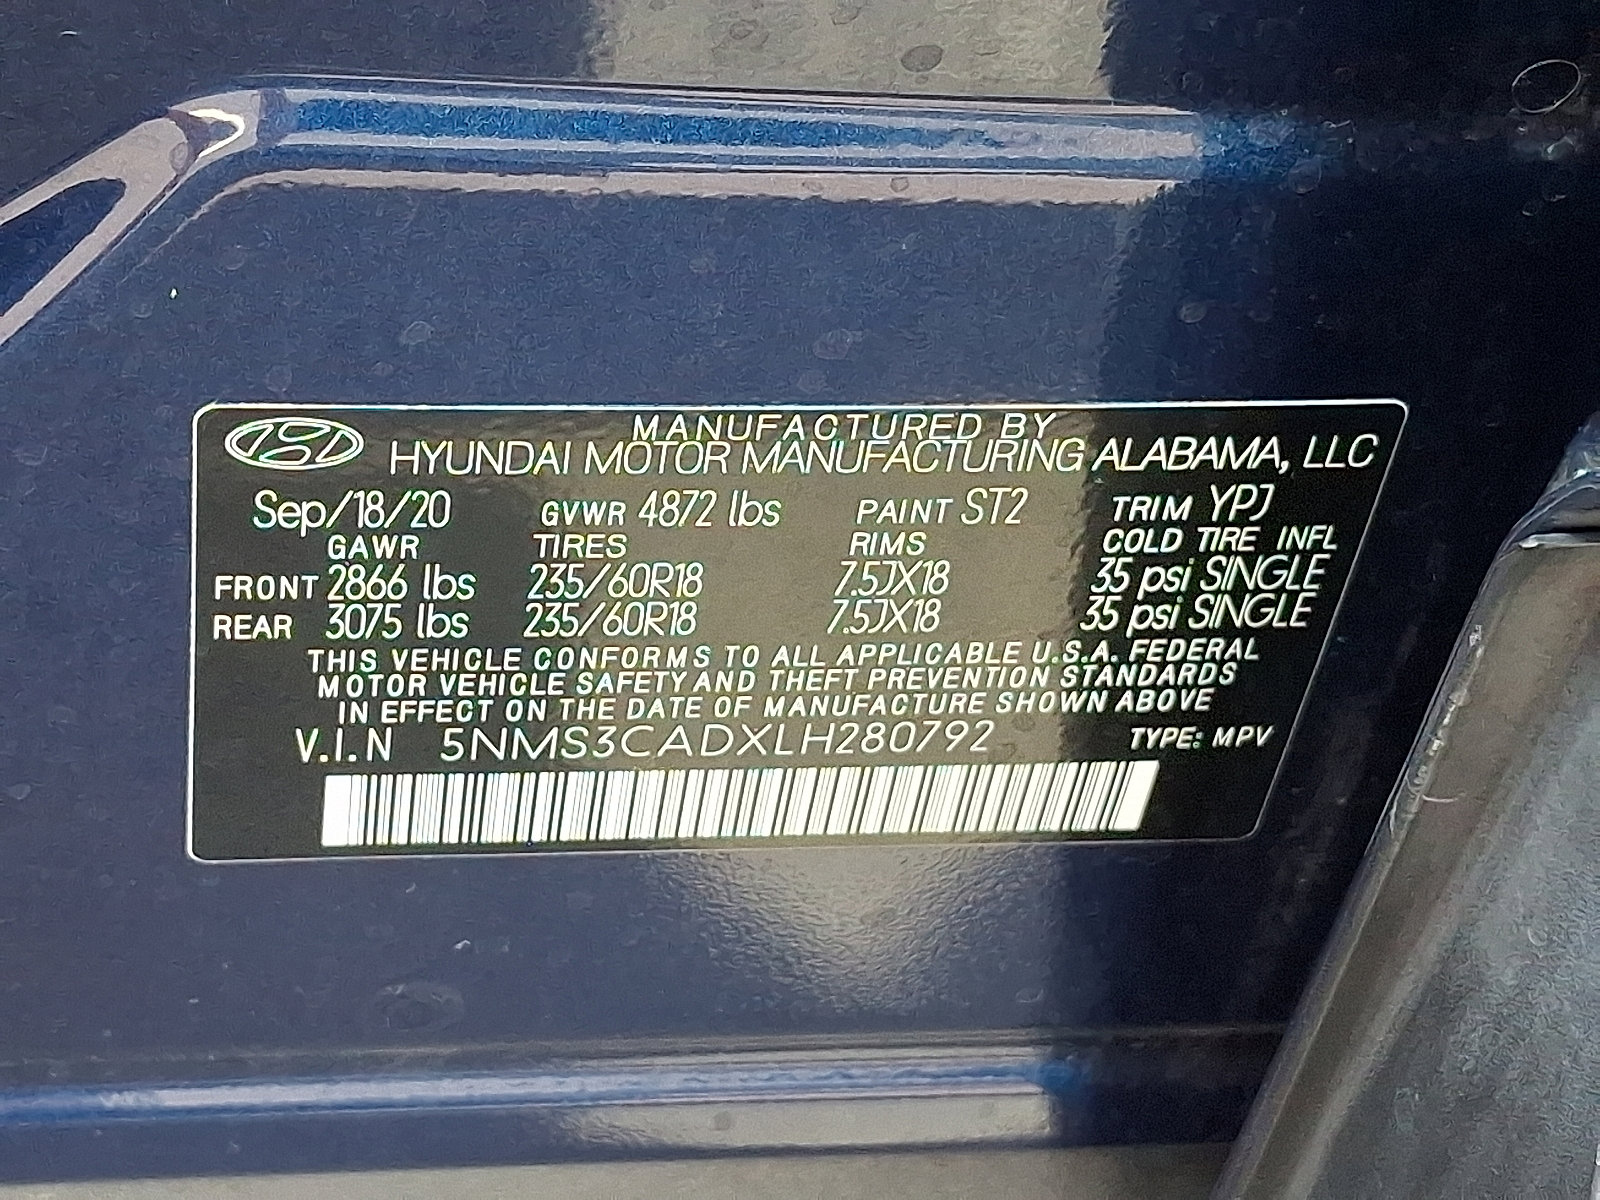 MANUFACTURED BY
HYUNDAI MOTOR MANUFACTURING ALABAMA, LLC
Sep/18/20 GVWR 4872 lbs PAINT ST2 TRIM YPJ
GAWR TIRES RIMS COLD TIRE INFL
FRONT 2866 lbs 235/60R18 7.5JX18 35 psi SINGLE
REAR 3075 lbs 235/60R18 7.5JX18 35 psi SINGLE
THIS VEHICLE CONFORMS TO ALL APPLICABLE U.S.A. FEDERAL
MOTOR VEHICLE SAFETY AND THEFT PREVENTION STANDARDS
IN EFFECT ON THE DATE OF MANUFACTURE SHOWN ABOVE
V.I.N 5NMS3CADXLH280792 TYPE: MPV